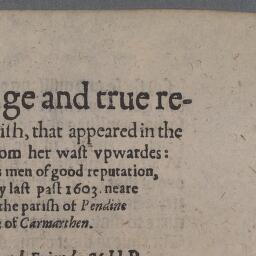 ge and true re-
ish, that appeared in the
om her wast vpwardes:
s men of good reputation,
y last past 1603. neare
the parish of Pendine
of Carmarthen.